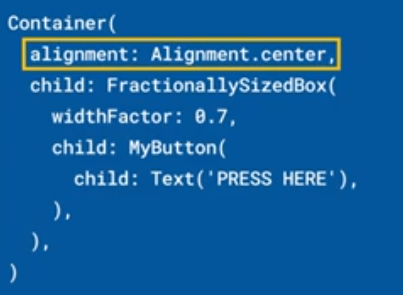 Container(
  alignment: Alignment.center,
  child: FractionallySizedBox(
    widthFactor: 0.7,
    child: MyButton(
      child: Text('PRESS HERE'),
    ),
  ),
)